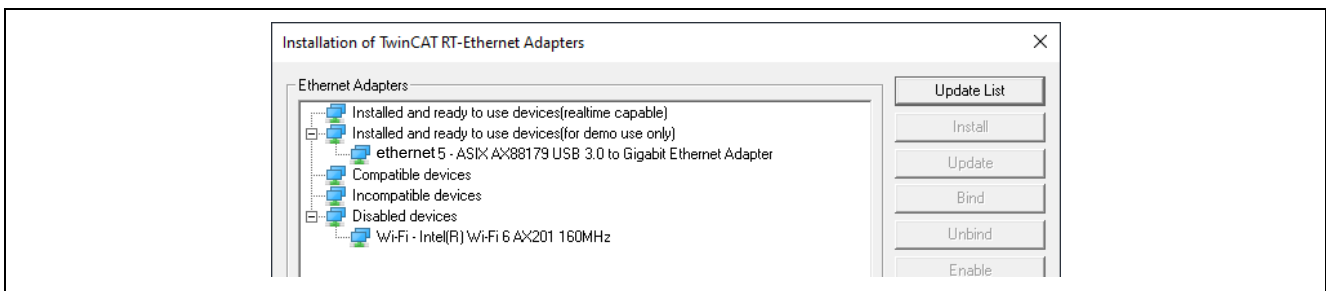 Installation of TwinCAT RT-Ethernet Adapters
Ethernet Adapters
Installed and ready to use devices(realtime capable)
Installed and ready to use devices(for demo use only)
ethernet 5 - ASIX AX88179 USB 3.0 to Gigabit Ethernet Adapter
Compatible devices
Incompatible devices
Disabled devices
Wi-Fi - Intel(R) Wi-Fi 6 AX201 160MHz
Update List
Install
Update
Bind
Unbind
Enable